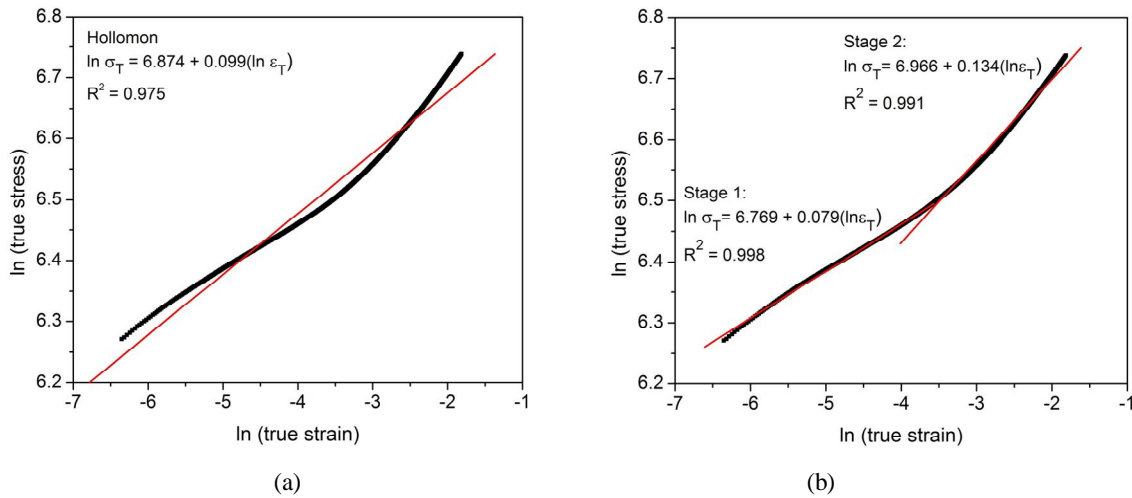 Hollomon
ln σT = 6.874 + 0.099(ln εT)
R2 = 0.975
6.8
6.7
6.6
6.5
6.4
6.3
6.2
ln (true stress)
-7 -6 -5 -4 -3 -2 -1
ln (true strain)
(a)
Stage 2:
ln σT= 6.966 + 0.134(lnεT)
R2 = 0.991
Stage 1:
ln σT= 6.769 + 0.079(lnεT)
R2 = 0.998
6.8
6.7
6.6
6.5
6.4
6.3
6.2
ln (true stress)
-7 -6 -5 -4 -3 -2 -1
ln (true strain)
(b)